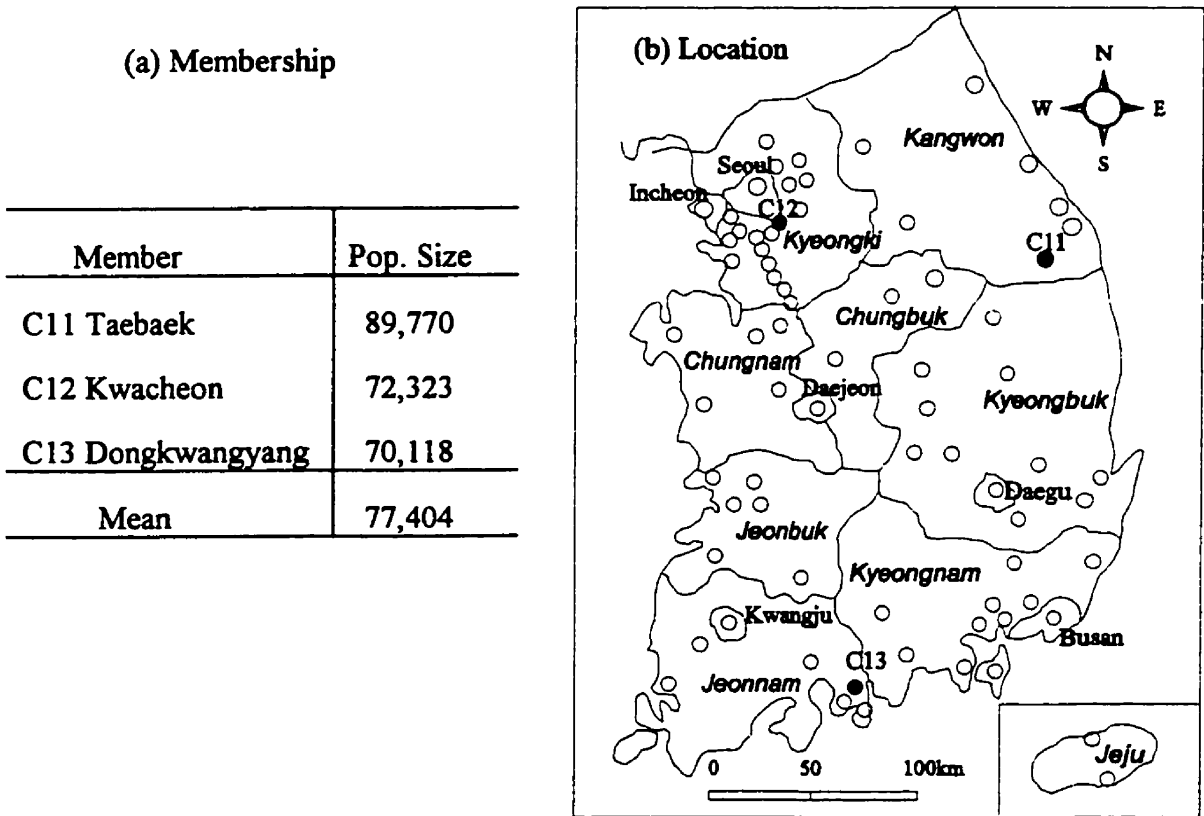 (a) Membership
Member Pop. Size
C11 Taebaek 89,770
C12 Kwacheon 72,323
C13 Dongkwangyang 70,118
Mean 77,404
(b) Location
N
W E
S
Kangwon
Seoul
Incheon
C12
Kyeongki
C11
Chungbuk
Chungnam
Daejeon
Kyeongbuk
Daegu
Jeonbuk
Kyeongnam
Kwangju
Busan
C13
Jeonnam
Jeju
0 50 100km